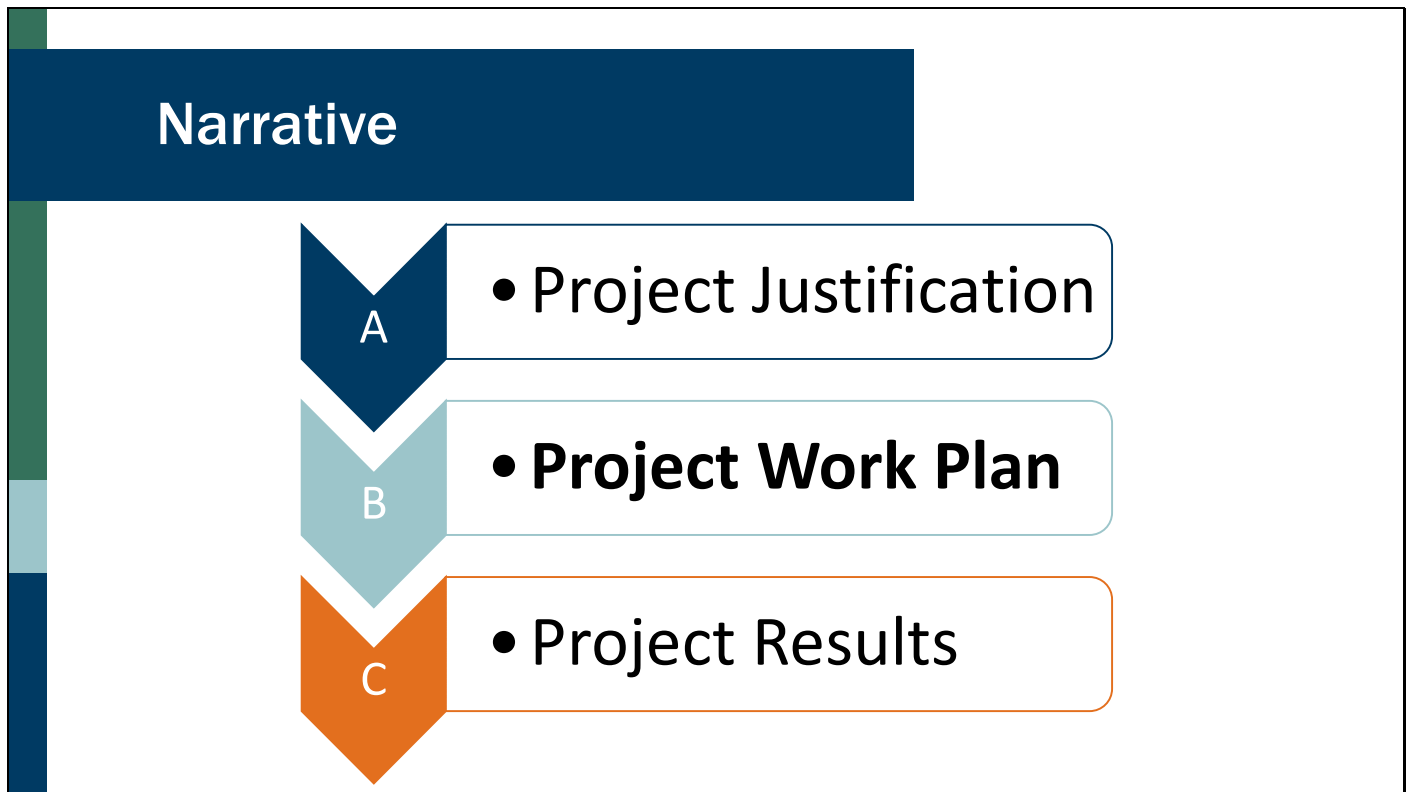 Narrative
A
• Project Justification
B
• Project Work Plan
C
• Project Results